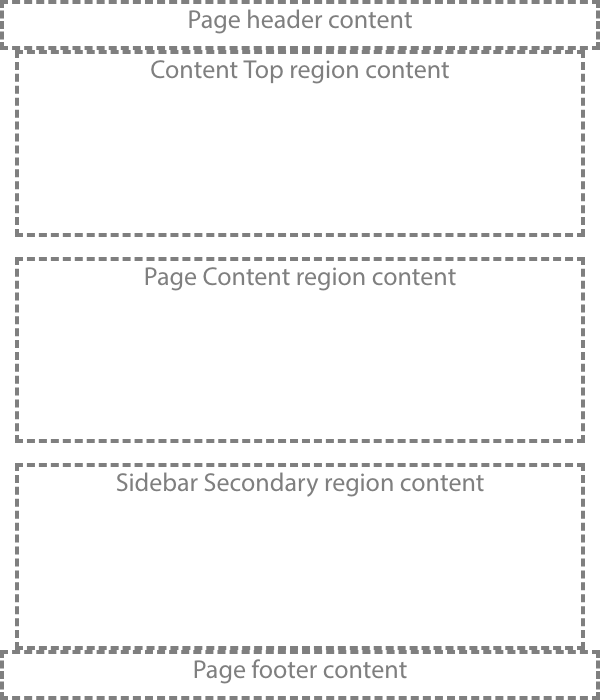 Page header content
Content Top region content
Page Content region content
Sidebar Secondary region content
Page footer content